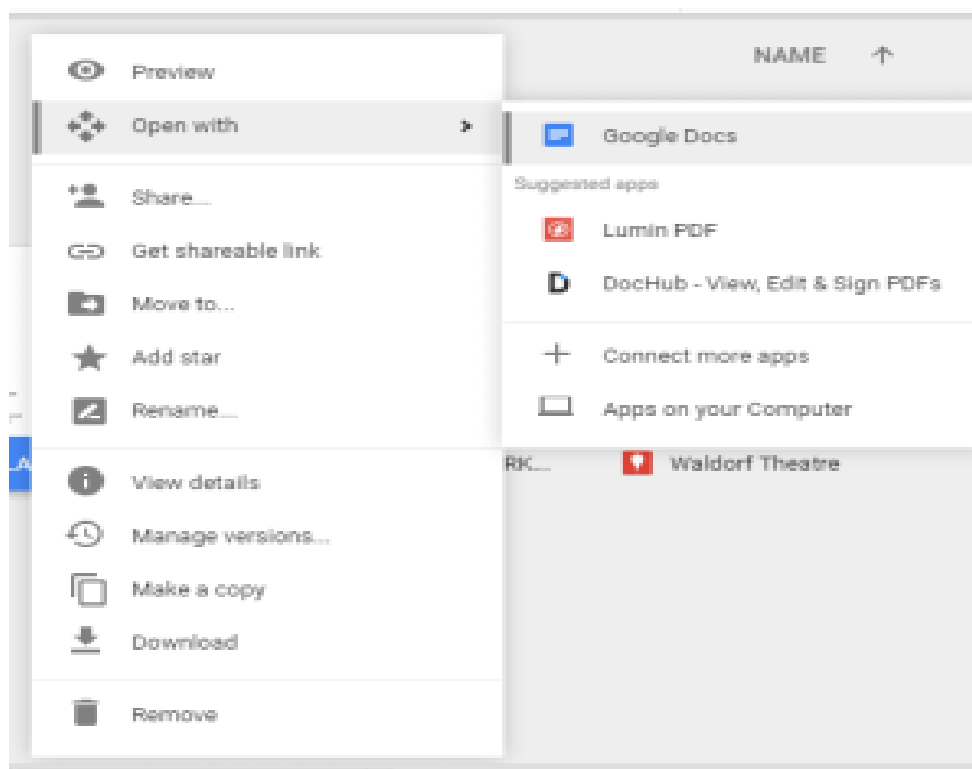 NAME
Preview
Open with
Share...
Get shareable link
Move to...
Add star
Rename...
View details
Manage versions...
Make a copy
Download
Remove
Google Docs
Suggested apps
Lumin PDF
DocHub - View, Edit & Sign PDFs
Connect more apps
Apps on your Computer
LA
RK...
Waldorf Theatre